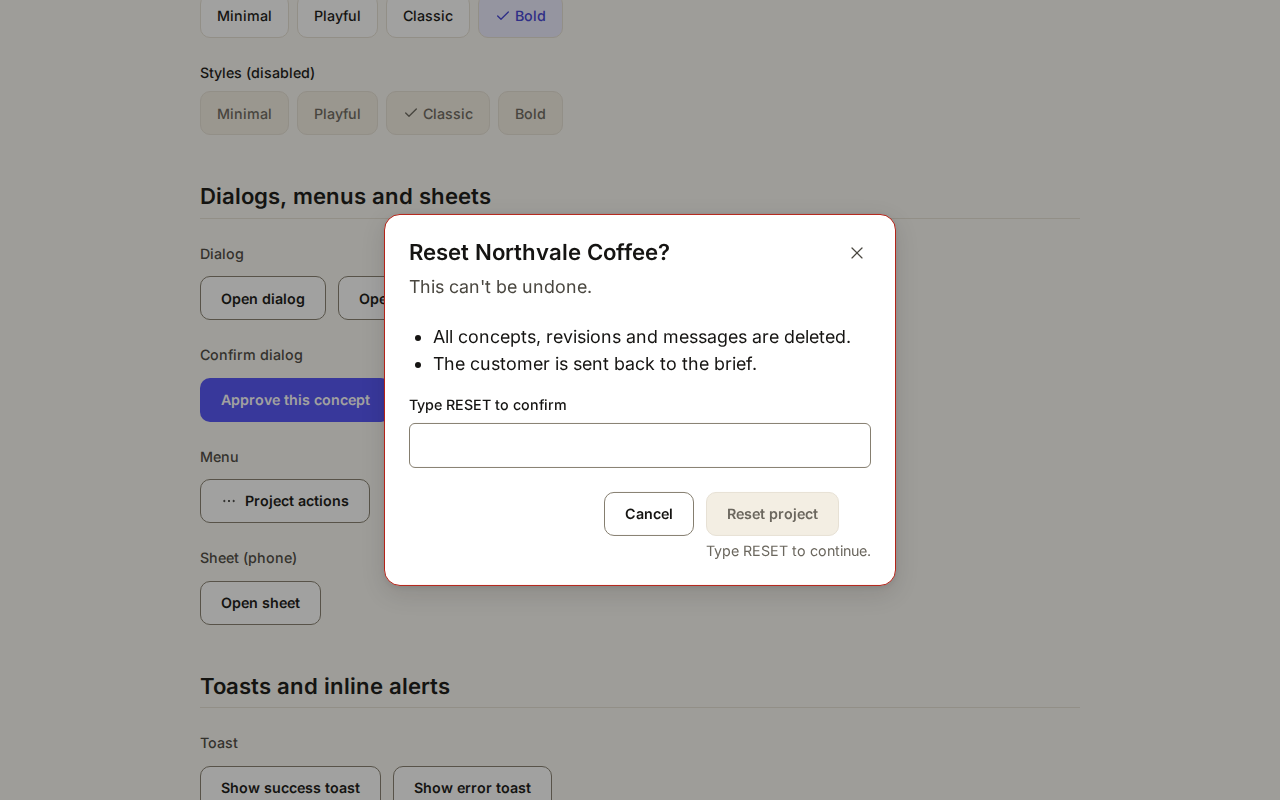 Minimal Playful Classic Bold
Styles (disabled)
Minimal Playful Classic Bold
Dialogs, menus and sheets
Dialog
Open dialog Ope
Confirm dialog
Approve this concept
Menu
··· Project actions
Sheet (phone)
Open sheet
Reset Northvale Coffee?
This can't be undone.
• All concepts, revisions and messages are deleted.
• The customer is sent back to the brief.
Type RESET to confirm
Cancel Reset project
Type RESET to continue.
Toasts and inline alerts
Toast
Show success toast Show error toast